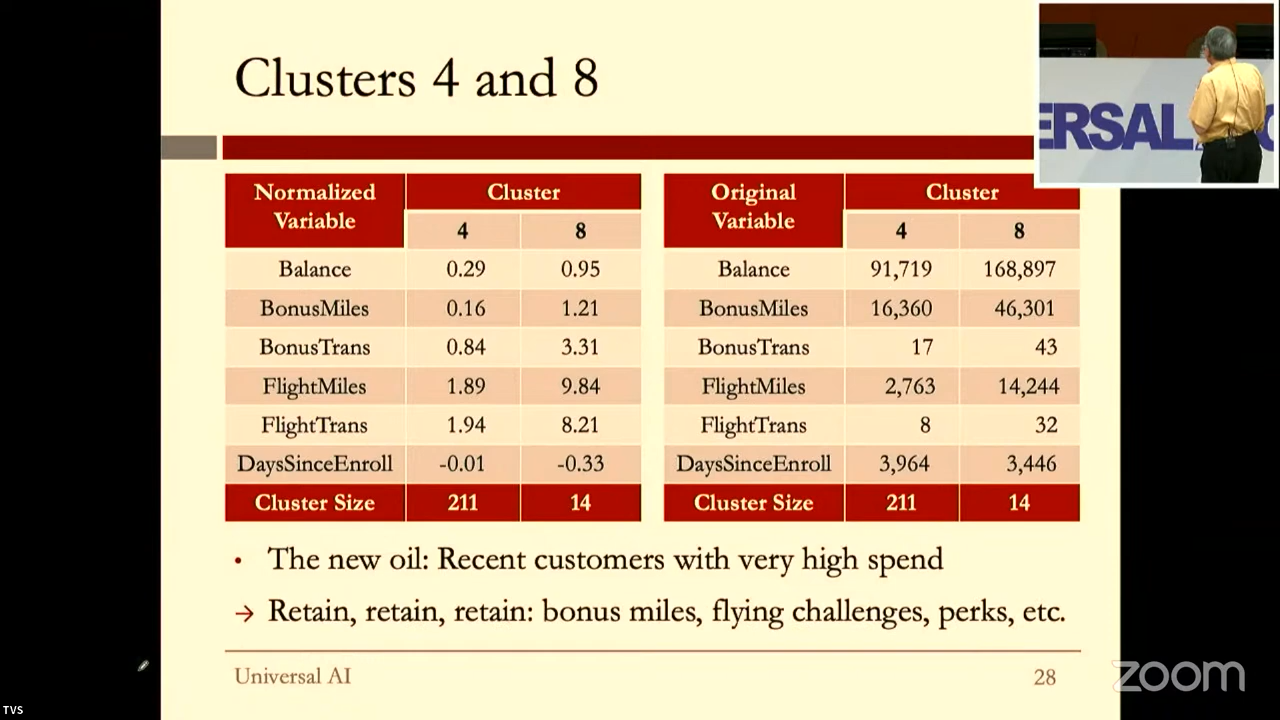 Clusters 4 and 8
ERSAL
Normalized Variable Cluster
4 8
Balance 0.29 0.95
BonusMiles 0.16 1.21
BonusTrans 0.84 3.31
FlightMiles 1.89 9.84
FlightTrans 1.94 8.21
DaysSinceEnroll -0.01 -0.33
Cluster Size 211 14
Original Variable Cluster
4 8
Balance 91,719 168,897
BonusMiles 16,360 46,301
BonusTrans 17 43
FlightMiles 2,763 14,244
FlightTrans 8 32
DaysSinceEnroll 3,964 3,446
Cluster Size 211 14
• The new oil: Recent customers with very high spend
→ Retain, retain, retain: bonus miles, flying challenges, perks, etc.
Universal AI 28
zoom
TVS